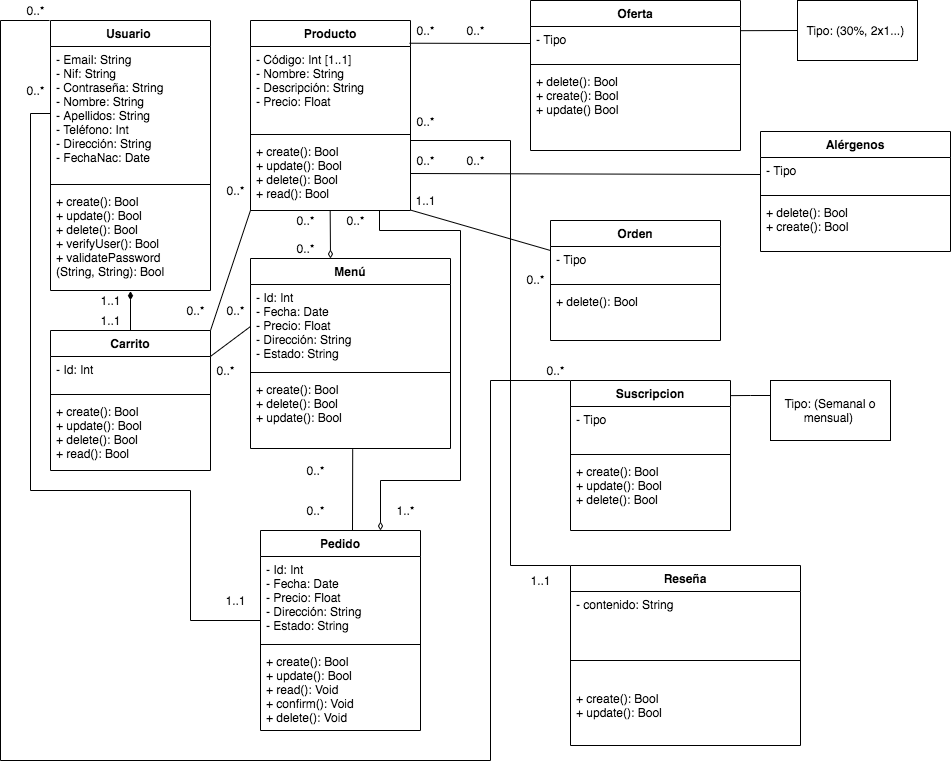 0..*
Usuario
- Email: String
- Nif: String
- Contraseña: String
- Nombre: String
- Apellidos: String
- Teléfono: Int
- Dirección: String
- FechaNac: Date
+ create(): Bool
+ update(): Bool
+ delete(): Bool
+ verifyUser(): Bool
+ validatePassword
(String, String): Bool
0..*
1..1
1..1
Carrito
- Id: Int
+ create(): Bool
+ update(): Bool
+ delete(): Bool
+ read(): Bool
0..*
0..*
0..*
0..*
Producto
- Código: Int [1..1]
- Nombre: String
- Descripción: String
- Precio: Float
+ create(): Bool
+ update(): Bool
+ delete(): Bool
+ read(): Bool
0..*
0..*
0..*
0..*
0..*
1..1
0..*
0..*
0..*
Menú
- Id: Int
- Fecha: Date
- Precio: Float
- Dirección: String
- Estado: String
+ create(): Bool
+ delete(): Bool
+ update(): Bool
0..*
0..*
1..*
Pedido
- Id: Int
- Fecha: Date
- Precio: Float
- Dirección: String
- Estado: String
+ create(): Bool
+ update(): Bool
+ read(): Void
+ confirm(): Void
+ delete(): Void
1..1
Oferta
- Tipo
+ delete(): Bool
+ create(): Bool
+ update() Bool
Tipo: (30%, 2x1...)
Alérgenos
- Tipo
+ delete(): Bool
+ create(): Bool
Orden
- Tipo
+ delete(): Bool
0..*
0..*
Suscripcion
- Tipo
+ create(): Bool
+ update(): Bool
+ delete(): Bool
Tipo: (Semanal o
mensual)
1..1
Reseña
- contenido: String
+ create(): Bool
+ update(): Bool